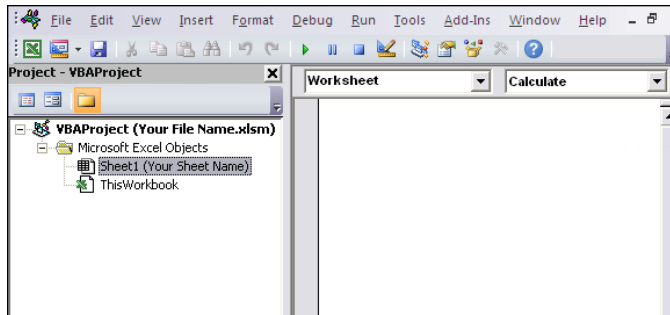 File Edit View Insert Format Debug Run Tools Add-Ins Window Help
Project - VBAProject
Worksheet Calculate
VBAProject (Your File Name.xlsm)
Microsoft Excel Objects
Sheet1 (Your Sheet Name)
ThisWorkbook